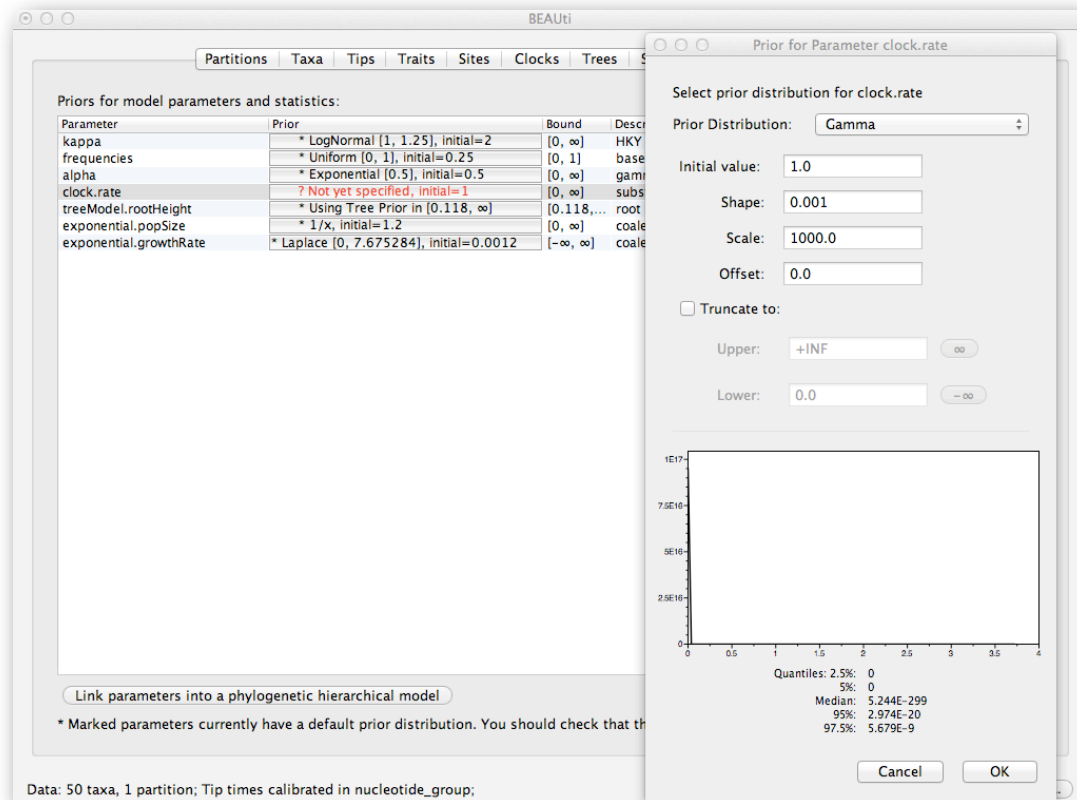 BEAUti
Partitions Taxa Tips Traits Sites Clocks Trees
Priors for model parameters and statistics:
Parameter Prior Bound Descr
kappa * LogNormal [1, 1.25], initial=2 [0, ∞] HKY
frequencies * Uniform [0, 1], initial=0.25 [0, 1] base
alpha * Exponential [0.5], initial=0.5 [0, ∞] gamr
clock.rate ? Not yet specified, initial=1 [0, ∞] subs
treeModel.rootHeight * Using Tree Prior in [0.118, ∞] [0.118,... root
exponential.popSize * 1/x, initial=1.2 [0, ∞] coale
exponential.growthRate * Laplace [0, 7.675284], initial=0.0012 [-∞, ∞] coale
Link parameters into a phylogenetic hierarchical model
* Marked parameters currently have a default prior distribution. You should check that th
Data: 50 taxa, 1 partition; Tip times calibrated in nucleotide_group;
Prior for Parameter clock.rate
Select prior distribution for clock.rate
Prior Distribution: Gamma
Initial value: 1.0
Shape: 0.001
Scale: 1000.0
Offset: 0.0
Truncate to:
Upper: +INF ∞
Lower: 0.0 -∞
1E17
7.5E16
5E16
2.5E16
0
0 0.5 1 1.5 2 2.5 3 3.5 4
Quantiles: 2.5%: 0
5%: 0
Median: 5.244E-299
95%: 2.974E-20
97.5%: 5.679E-9
Cancel OK